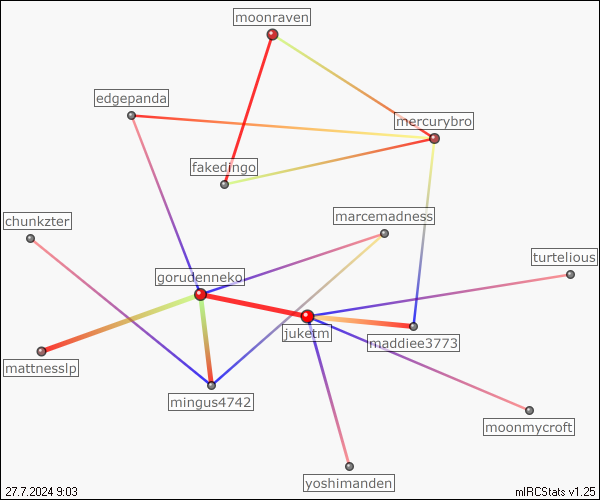 moonraven
edgepanda
mercurybro
fakedingo
marcemadness
chunkzter
turtelious
gorudenneko
juketm
maddiee3773
mattnesslp
mingus4742
moonmycroft
yoshimanden
27.7.2024 9:03
mIRCStats v1.25